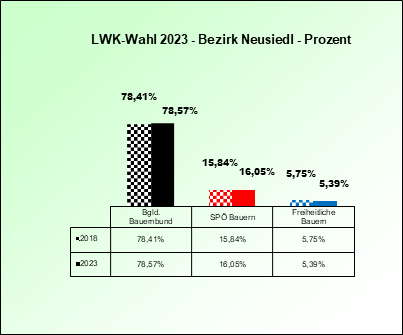 LWK-Wahl 2023 - Bezirk Neusiedl - Prozent
78,41%
78,57%
15,84%
16,05%
5,75%
5,39%
Bgld. Bauernbund SPÖ Bauern Freiheitliche Bauern
2018 78,41% 15,84% 5,75%
2023 78,57% 16,05% 5,39%